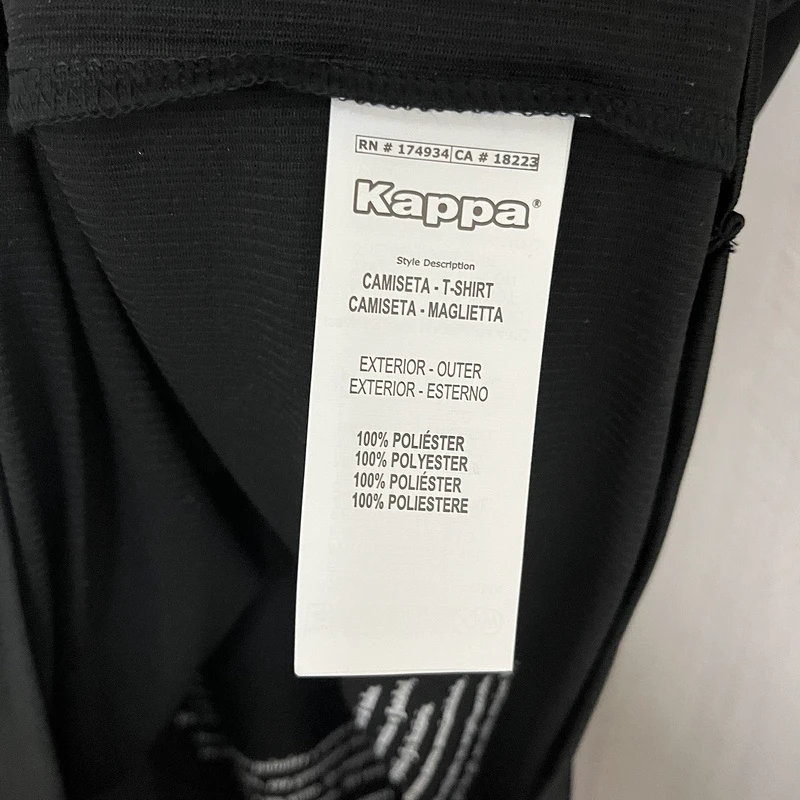 RN # 174934 CA # 18223
Kappa®
Style Description
CAMISETA - T-SHIRT
CAMISETA - MAGLIETTA
EXTERIOR - OUTER
EXTERIOR - ESTERNO
100% POLIÉSTER
100% POLYESTER
100% POLIÉSTER
100% POLIESTERE